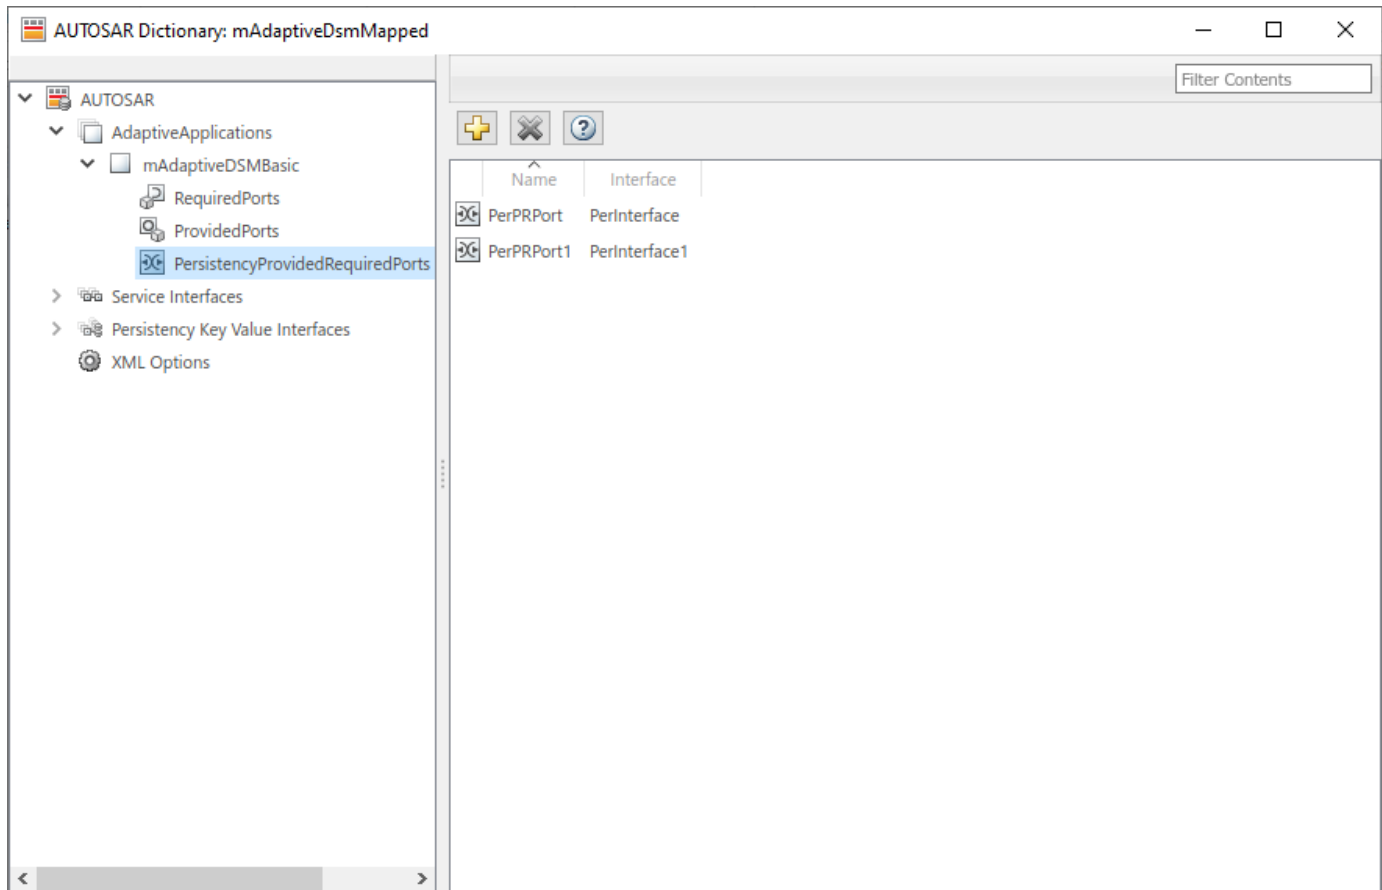 AUTOSAR Dictionary: mAdaptiveDsmMapped
Filter Contents
AUTOSAR
AdaptiveApplications
mAdaptiveDSMBasic
RequiredPorts
ProvidedPorts
PersistencyProvidedRequiredPorts
Service Interfaces
Persistency Key Value Interfaces
XML Options
Name Interface
PerPRPort PerInterface
PerPRPort1 PerInterface1